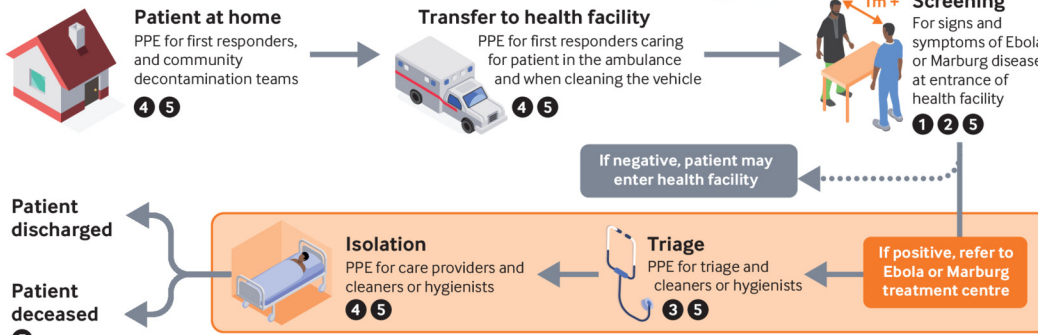 Patient at home
PPE for first responders,
and community
decontamination teams
4 5
Transfer to health facility
PPE for first responders caring
for patient in the ambulance
and when cleaning the vehicle
4 5
1m +
Screening
For signs and
symptoms of Ebola
or Marburg disease
at entrance of
health facility
1 2 5
If negative, patient may
enter health facility
If positive, refer to
Ebola or Marburg
treatment centre
Triage
PPE for triage and
cleaners or hygienists
3 5
Isolation
PPE for care providers and
cleaners or hygienists
4 5
Patient
discharged
Patient
deceased